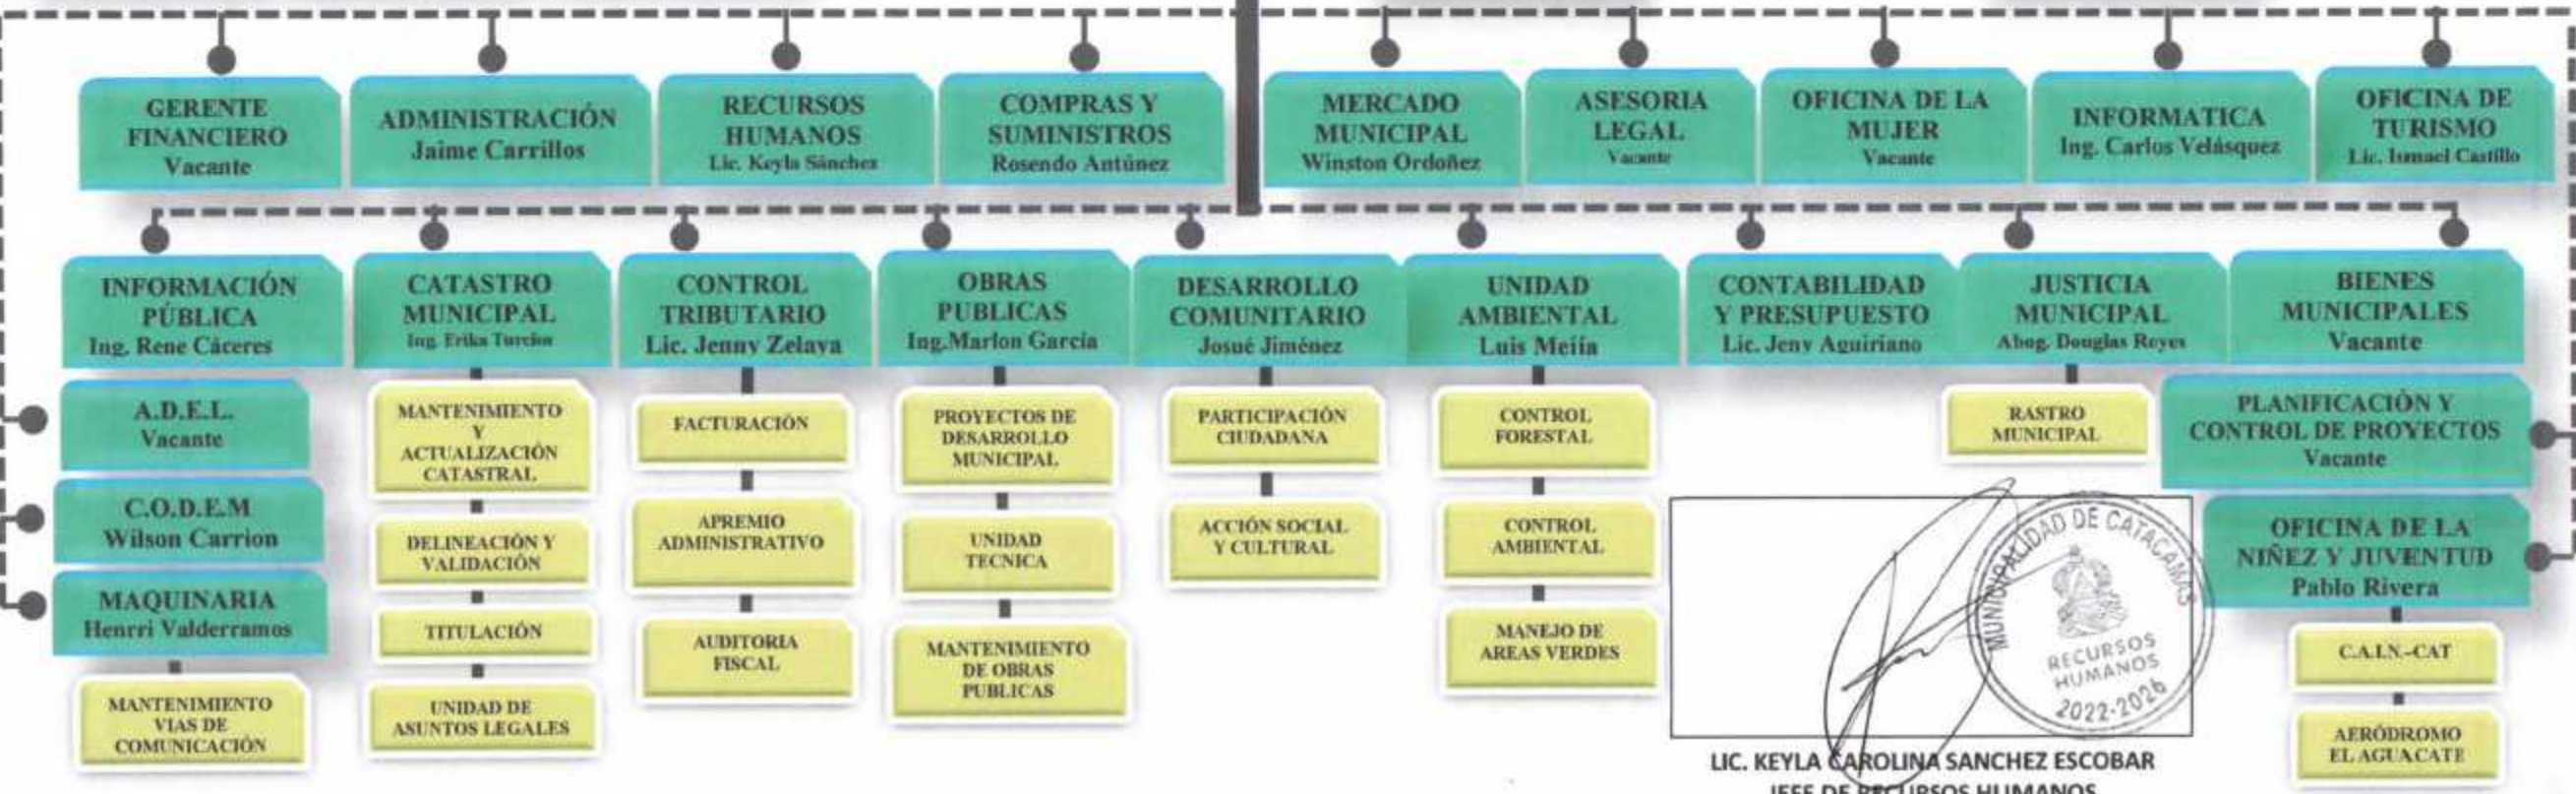 GERENTE
FINANCIERO
Vacante
ADMINISTRACIÓN
Jaime Carrillos
RECURSOS
HUMANOS
Lic. Keyla Sánchez
COMPRAS Y
SUMINISTROS
Rosendo Antúnez
MERCADO
MUNICIPAL
Winston Ordoñez
ASESORIA
LEGAL
Vacante
OFICINA DE LA
MUJER
Vacante
INFORMATICA
Ing. Carlos Velásquez
OFICINA DE
TURISMO
Lic. Ismael Castillo
INFORMACIÓN
PÚBLICA
Ing. Rene Cáceres
CATASTRO
MUNICIPAL
Ing. Erika Turcios
CONTROL
TRIBUTARIO
Lic. Jenny Zelaya
OBRAS
PUBLICAS
Ing.Marlon García
DESARROLLO
COMUNITARIO
Josué Jiménez
UNIDAD
AMBIENTAL
Luis Mejía
CONTABILIDAD
Y PRESUPUESTO
Lic. Jeny Aguiriano
JUSTICIA
MUNICIPAL
Abog. Douglas Reyes
BIENES
MUNICIPALES
Vacante
A.D.E.L.
Vacante
C.O.D.E.M
Wilson Carrion
MAQUINARIA
Henrri Valderramos
MANTENIMIENTO
VIAS DE
COMUNICACIÓN
MANTENIMIENTO
Y
ACTUALIZACIÓN
CATASTRAL
DELINEACIÓN Y
VALIDACIÓN
TITULACIÓN
UNIDAD DE
ASUNTOS LEGALES
FACTURACIÓN
APREMIO
ADMINISTRATIVO
AUDITORIA
FISCAL
PROYECTOS DE
DESARROLLO
MUNICIPAL
UNIDAD
TECNICA
MANTENIMIENTO
DE OBRAS
PUBLICAS
PARTICIPACIÓN
CIUDADANA
ACCIÓN SOCIAL
Y CULTURAL
CONTROL
FORESTAL
CONTROL
AMBIENTAL
MANEJO DE
AREAS VERDES
RASTRO
MUNICIPAL
PLANIFICACIÓN Y
CONTROL DE PROYECTOS
Vacante
OFICINA DE LA
NIÑEZ Y JUVENTUD
Pablo Rivera
C.A.I.N.-CAT
AERÓDROMO
EL AGUACATE
MUNICIPALIDAD DE CATACAMAS
RECURSOS
HUMANOS
2022-2026
LIC. KEYLA CAROLINA SANCHEZ ESCOBAR
JEFE DE RECURSOS HUMANOS